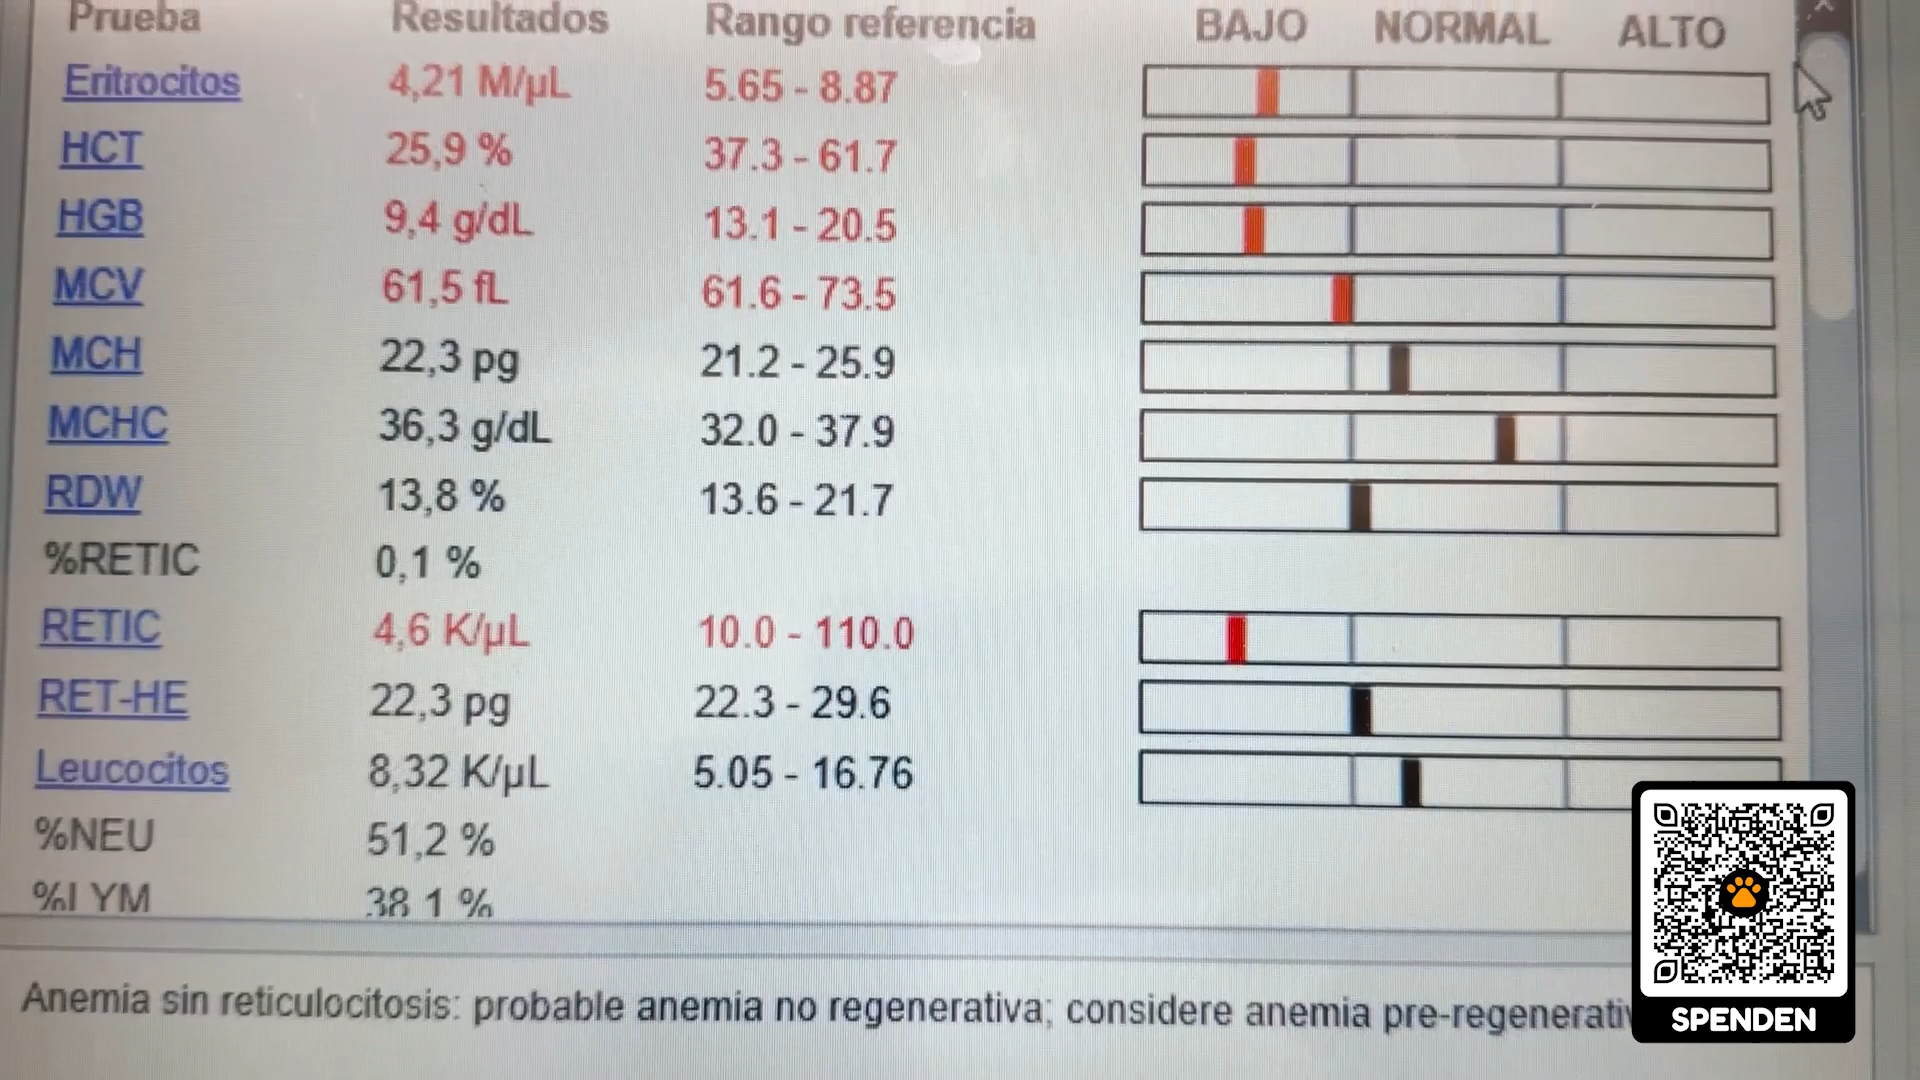 Prueba Resultados Rango referencia BAJO NORMAL ALTO
Eritrocitos 4,21 M/µL 5.65 - 8.87
HCT 25,9 % 37.3 - 61.7
HGB 9,4 g/dL 13.1 - 20.5
MCV 61,5 fL 61.6 - 73.5
MCH 22,3 pg 21.2 - 25.9
MCHC 36,3 g/dL 32.0 - 37.9
RDW 13,8 % 13.6 - 21.7
%RETIC 0,1 %
RETIC 4,6 K/µL 10.0 - 110.0
RET-HE 22,3 pg 22.3 - 29.6
Leucocitos 8,32 K/µL 5.05 - 16.76
%NEU 51,2 %
%LYM 38,1 %
Anemia sin reticulocitosis: probable anemia no regenerativa; considere anemia pre-regenerativ
SPENDEN